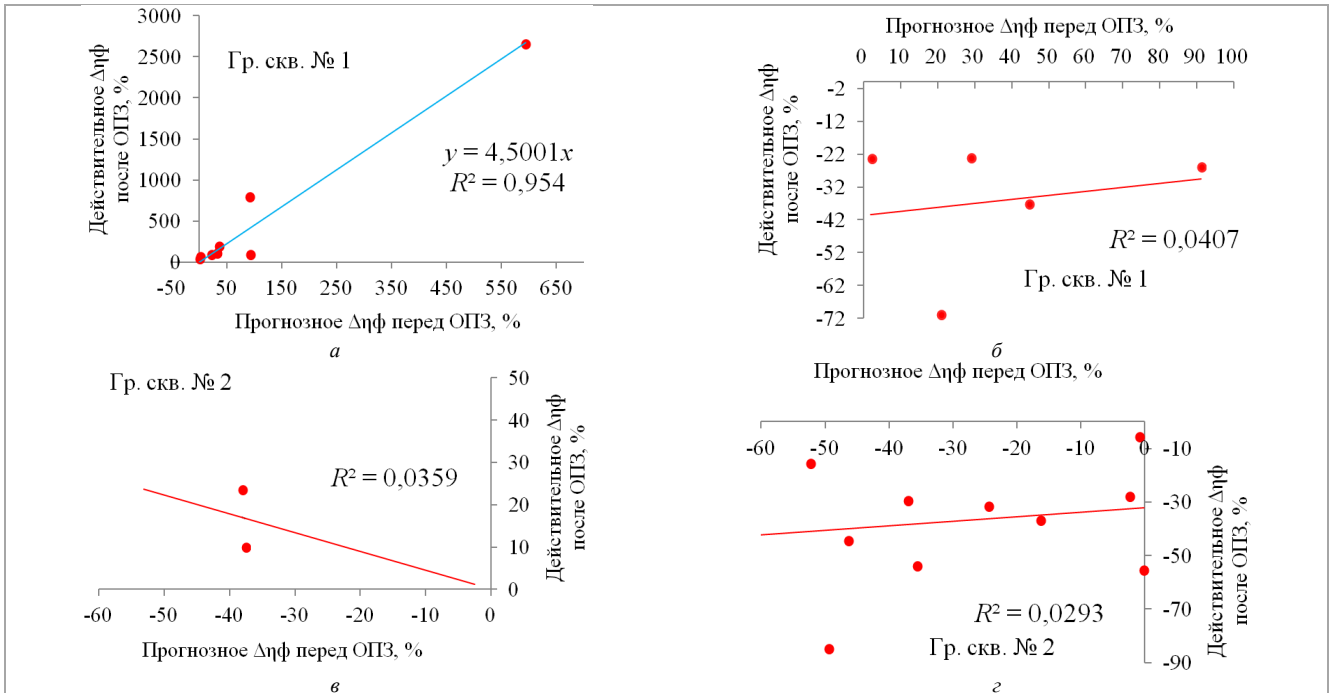 Действительное Δηф
после ОПЗ, %
3000
2500
2000
1500
1000
500
0
Гр. скв. № 1
y = 4,5001x
R² = 0,954
-50 50 150 250 350 450 550 650
Прогнозное Δηф перед ОПЗ, %
а
Прогнозное Δηф перед ОПЗ, %
0 10 20 30 40 50 60 70 80 90 100
Действительное Δηф
после ОПЗ, %
-2
-12
-22
-32
-42
-52
-62
-72
R² = 0,0407
Гр. скв. № 1
б
Гр. скв. № 2
50
40
30
20
10
0
Действительное Δηф
после ОПЗ, %
R² = 0,0359
-60 -50 -40 -30 -20 -10 0
Прогнозное Δηф перед ОПЗ, %
в
Прогнозное Δηф перед ОПЗ, %
-60 -50 -40 -30 -20 -10 0
-10
-30
-50
-70
-90
Действительное Δηф
после ОПЗ, %
R² = 0,0293
Гр. скв. № 2
г